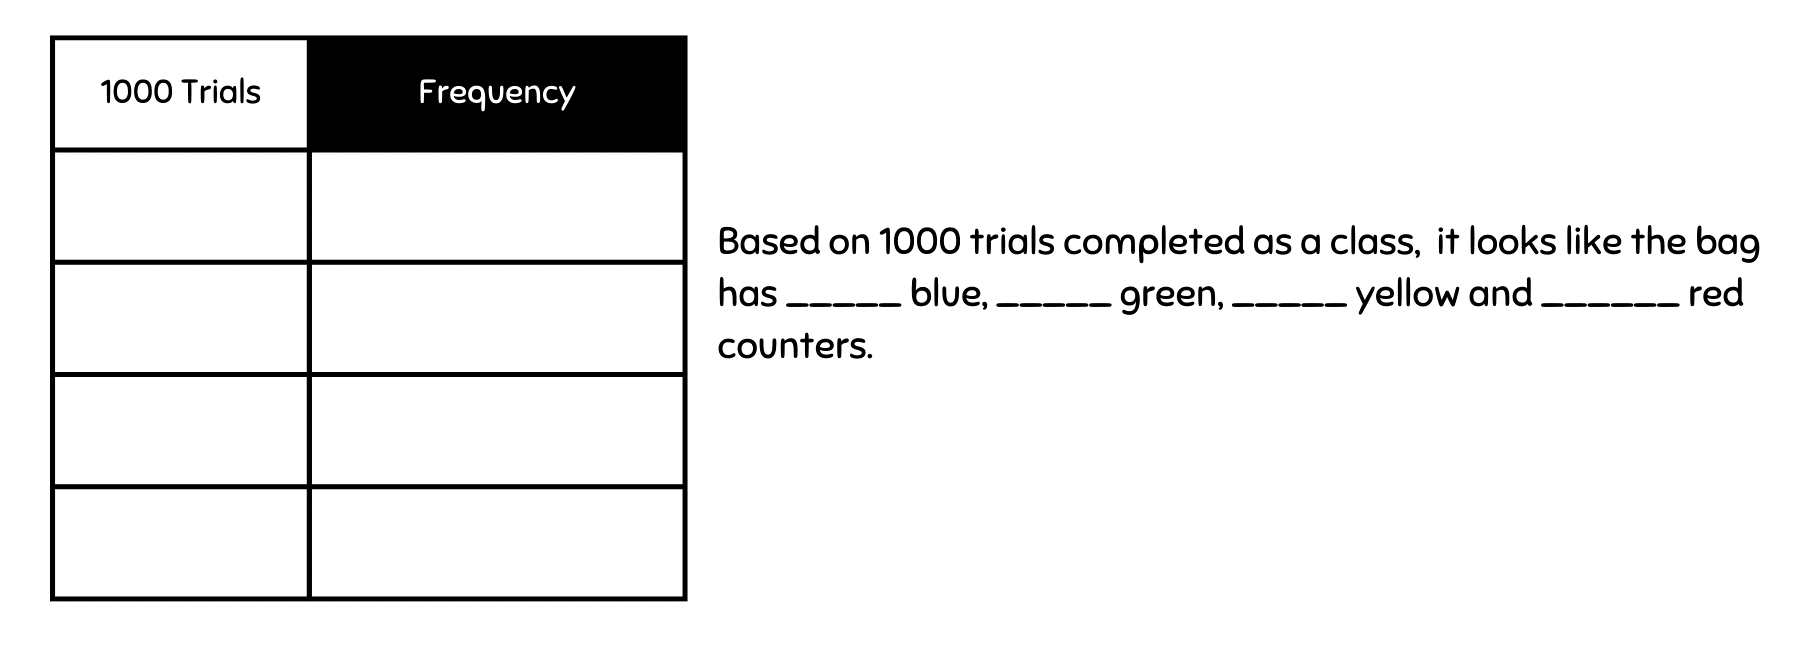 1000 Trials
Frequency
Based on 1000 trials completed as a class,  it looks like the bag
has _____ blue, _____ green, _____ yellow and ______ red
counters.